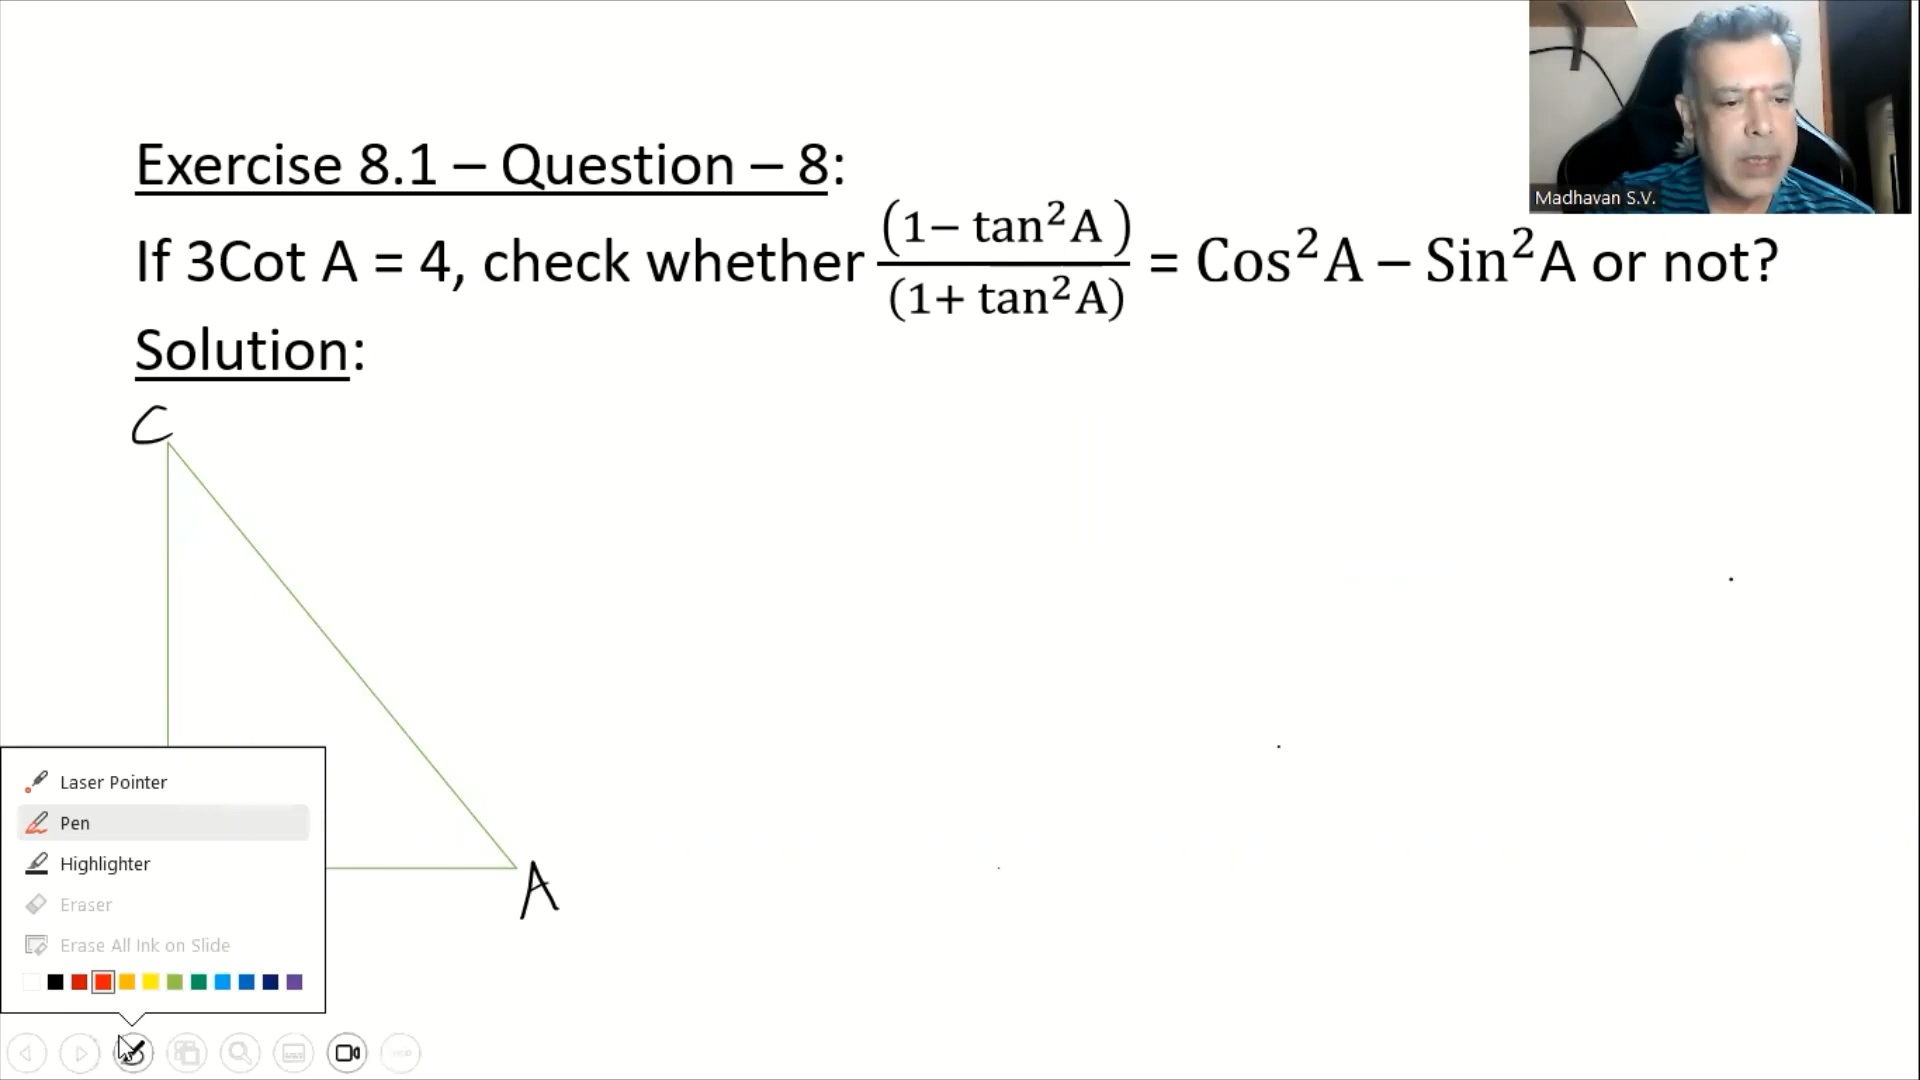 Exercise 8.1 – Question – 8:
If 3Cot A = 4, check whether (1− tan²A )/(1+ tan²A) = Cos²A − Sin²A or not?
Solution:
C
A
Madhavan S.V.
Laser Pointer
Pen
Highlighter
Eraser
Erase All Ink on Slide